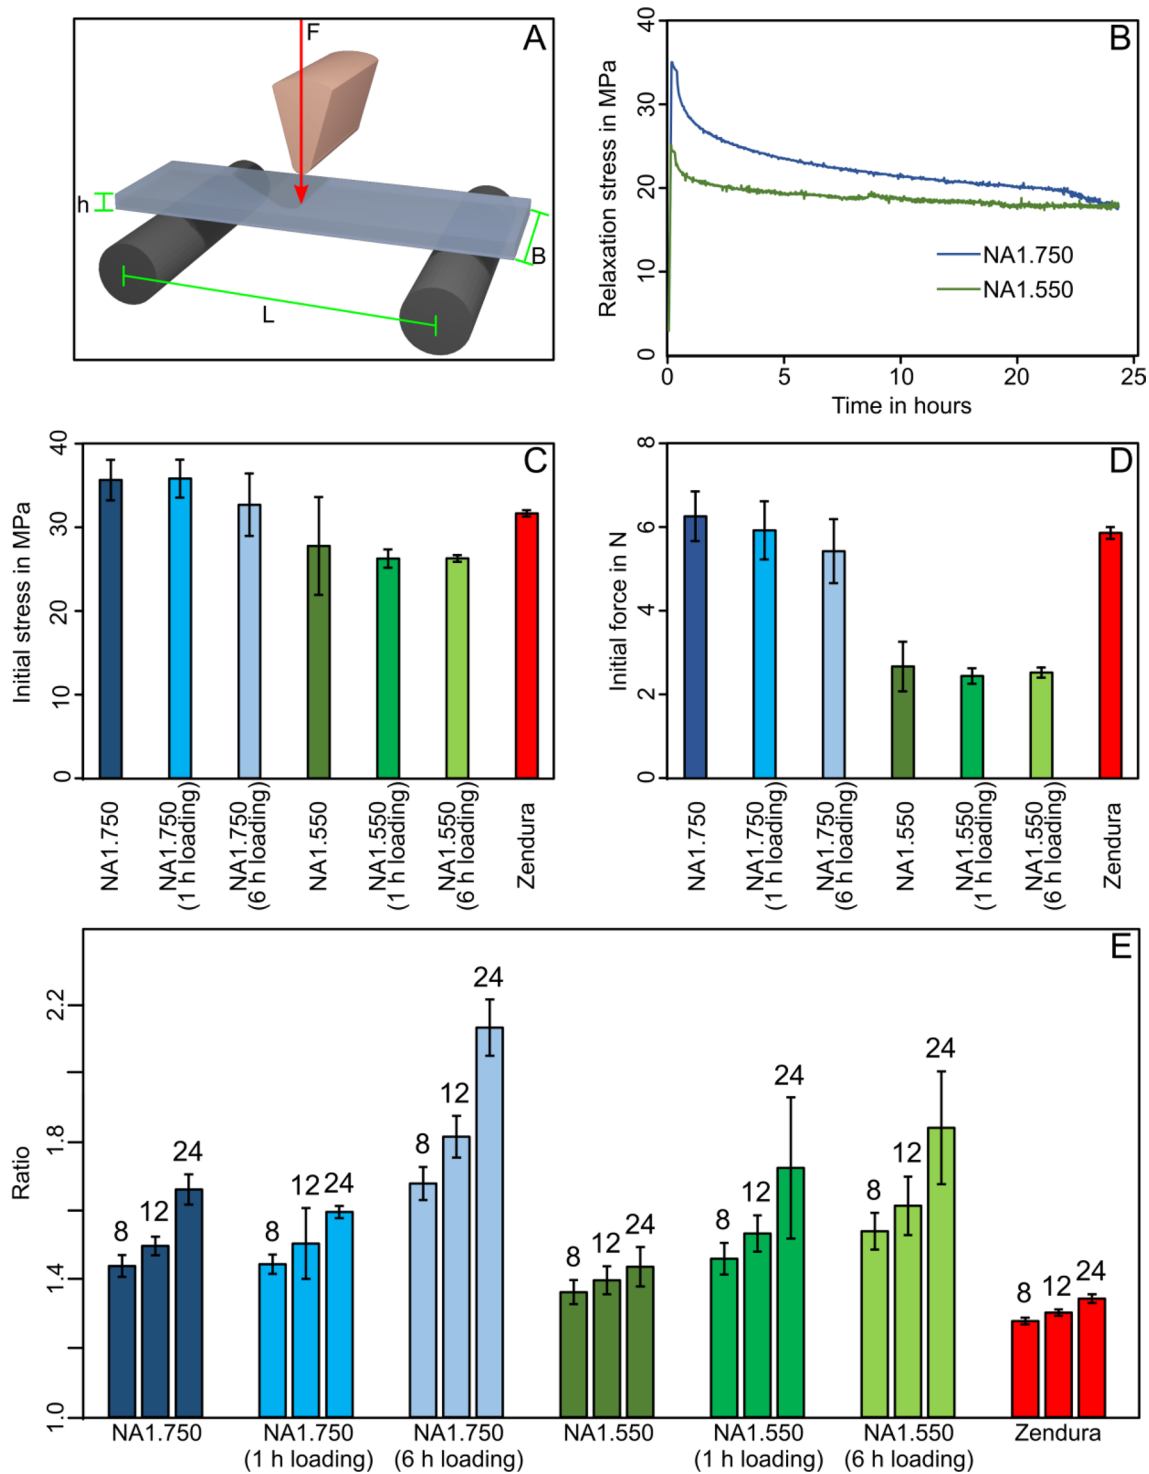 A
F
h
B
L
B
Relaxation stress in MPa
40
30
20
10
0
NA1.750
NA1.550
0 5 10 20 25
Time in hours
C
Initial stress in MPa
40
30
20
10
0
NA1.750
NA1.750
(1 h loading)
NA1.750
(6 h loading)
NA1.550
NA1.550
(1 h loading)
NA1.550
(6 h loading)
Zendura
D
Initial force in N
8
6
4
2
0
NA1.750
NA1.750
(1 h loading)
NA1.750
(6 h loading)
NA1.550
NA1.550
(1 h loading)
NA1.550
(6 h loading)
Zendura
E
Ratio
2.2
1.8
1.4
1.0
8 12 24
8 12 24
8 12 24
8 12 24
8 12 24
8 12 24
8 12 24
NA1.750
NA1.750
(1 h loading)
NA1.750
(6 h loading)
NA1.550
NA1.550
(1 h loading)
NA1.550
(6 h loading)
Zendura